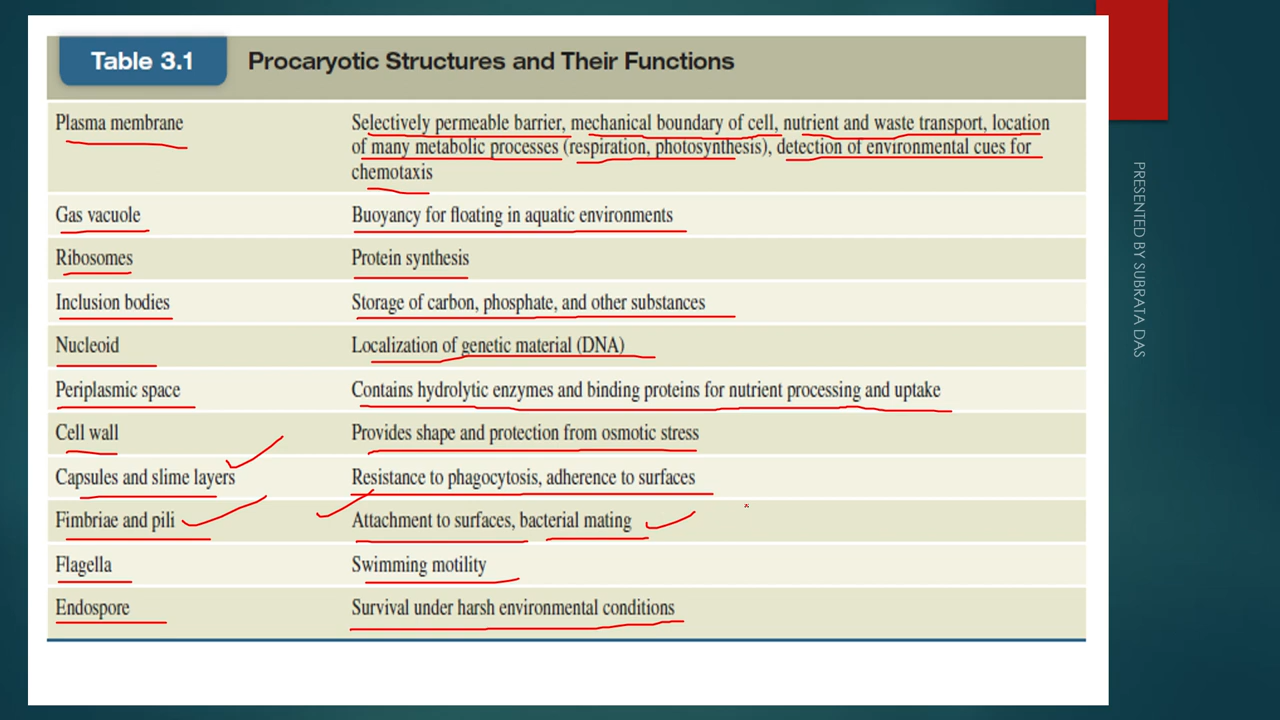 Table 3.1 Procaryotic Structures and Their Functions
Plasma membrane Selectively permeable barrier, mechanical boundary of cell, nutrient and waste transport, location
of many metabolic processes (respiration, photosynthesis), detection of environmental cues for
chemotaxis
Gas vacuole Buoyancy for floating in aquatic environments
Ribosomes Protein synthesis
Inclusion bodies Storage of carbon, phosphate, and other substances
Nucleoid Localization of genetic material (DNA)
Periplasmic space Contains hydrolytic enzymes and binding proteins for nutrient processing and uptake
Cell wall Provides shape and protection from osmotic stress
Capsules and slime layers Resistance to phagocytosis, adherence to surfaces
Fimbriae and pili Attachment to surfaces, bacterial mating
Flagella Swimming motility
Endospore Survival under harsh environmental conditions
PRESENTED BY SUBRATA DAS